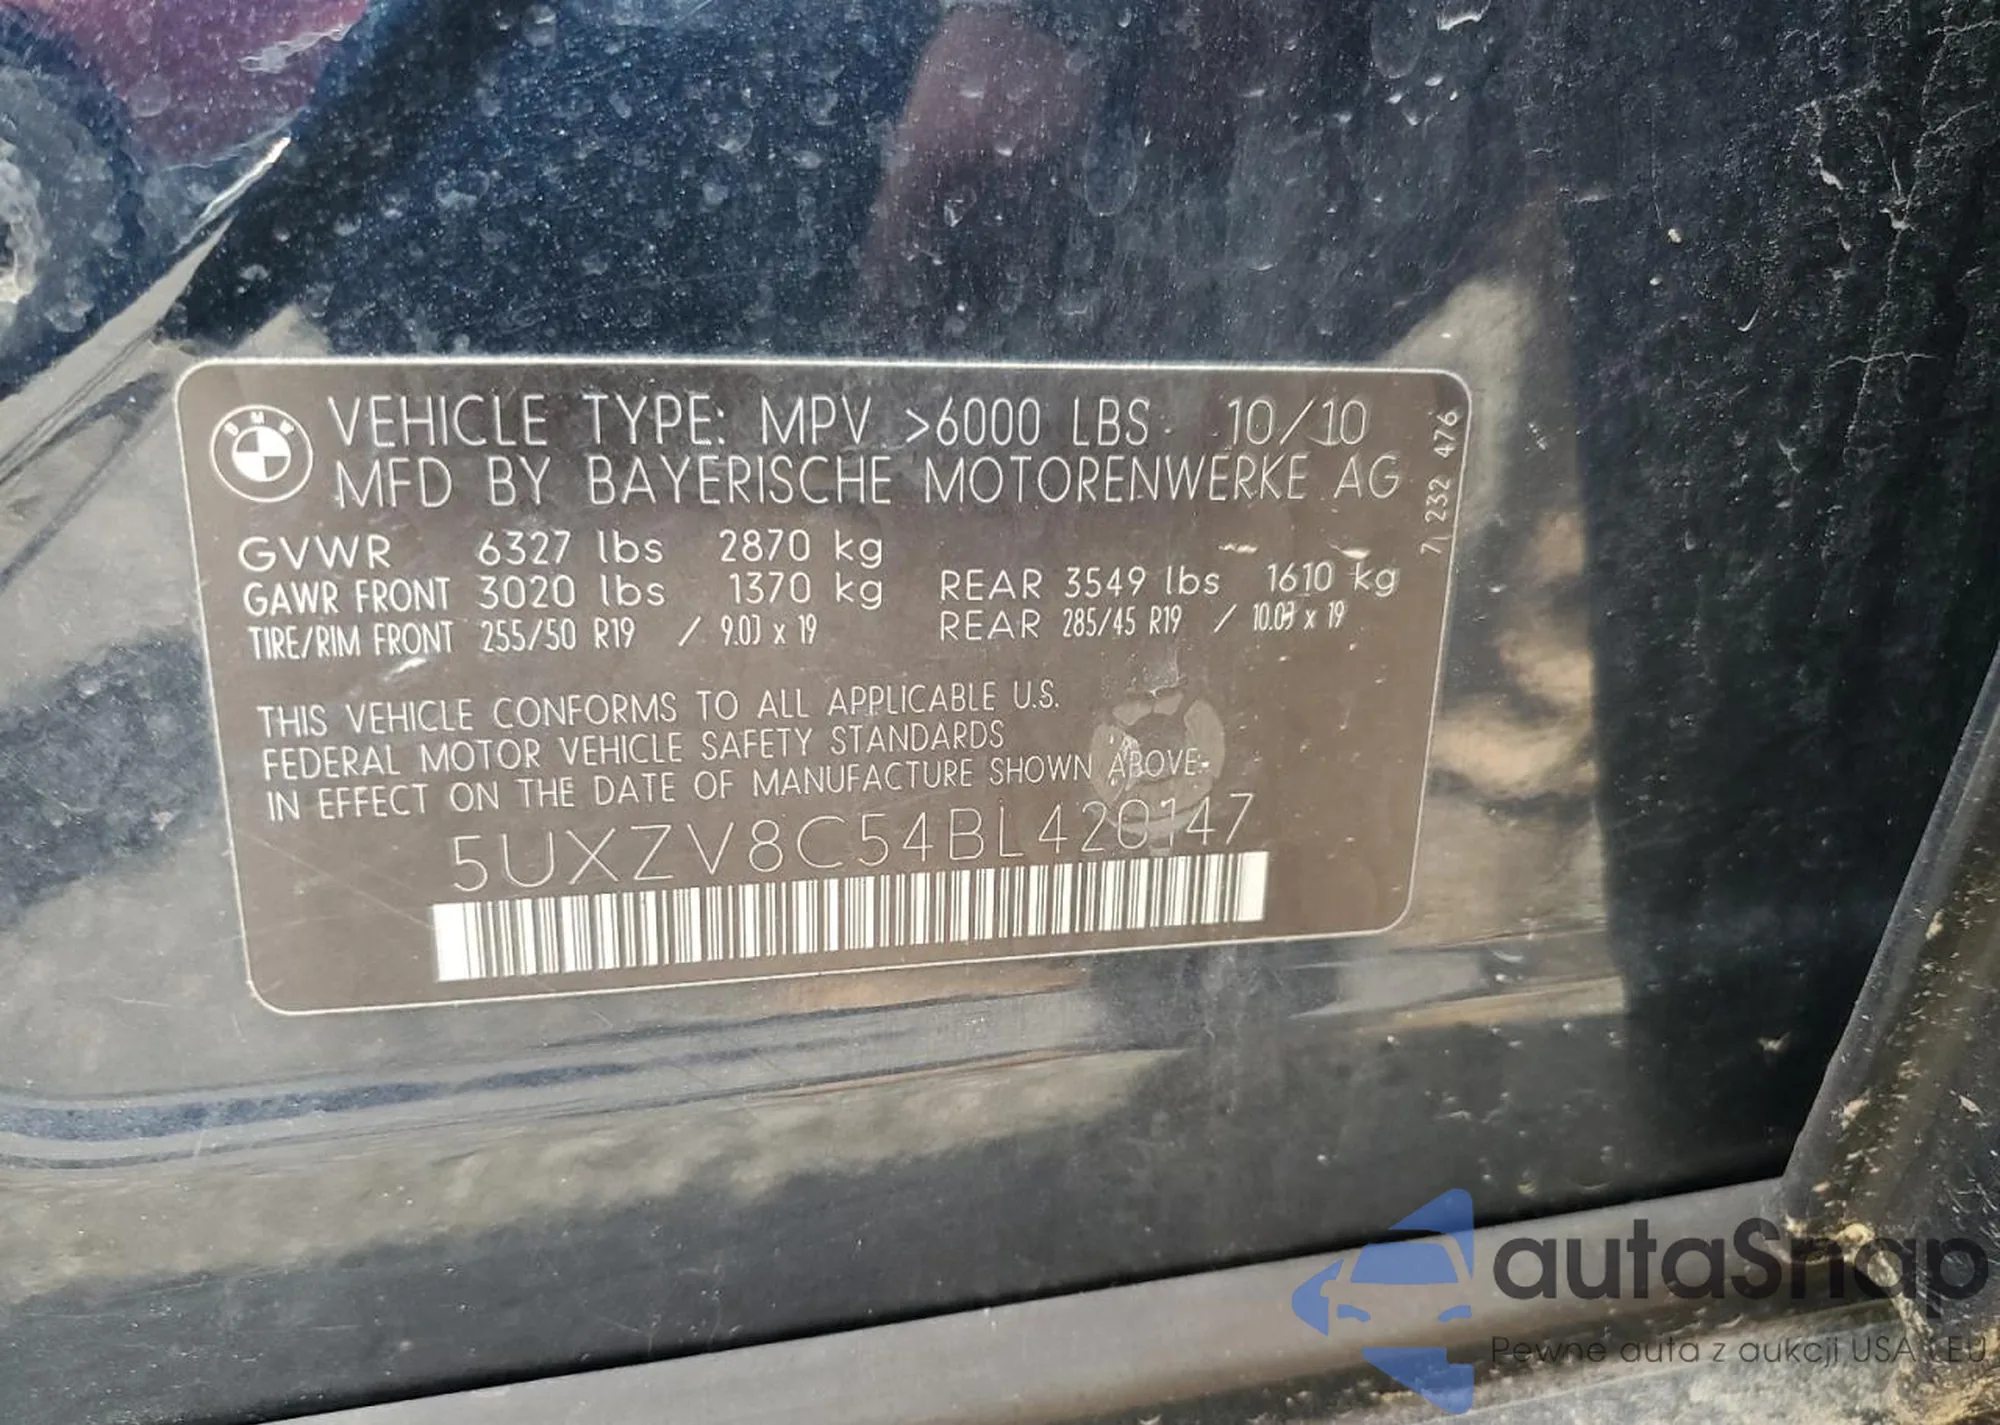 BMW
VEHICLE TYPE: MPV >6000 LBS 10/10
MFD BY BAYERISCHE MOTORENWERKE AG
7 232 476
GVWR 6327 lbs 2870 kg
GAWR FRONT 3020 lbs 1370 kg REAR 3549 lbs 1610 kg
TIRE/RIM FRONT 255/50 R19 / 9.0J x 19 REAR 285/45 R19 / x 19
THIS VEHICLE CONFORMS TO ALL APPLICABLE U.S.
FEDERAL MOTOR VEHICLE SAFETY STANDARDS
IN EFFECT ON THE DATE OF MANUFACTURE SHOWN ABOVE.
5UXZV8C54BL420147
autaSnap
Pewne auta z aukcji USA i EU